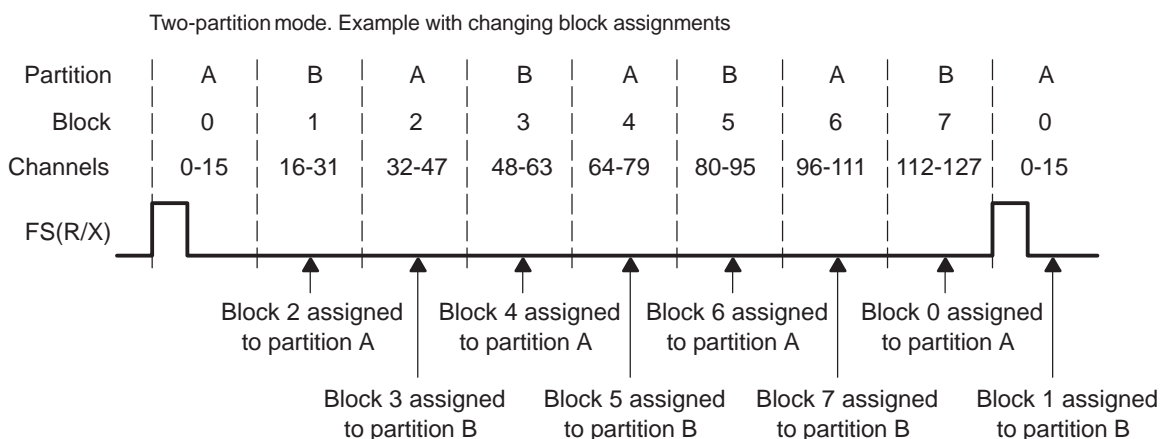 Two-partition mode. Example with changing block assignments
Partition A B A B A B A B A
Block 0 1 2 3 4 5 6 7 0
Channels 0-15 16-31 32-47 48-63 64-79 80-95 96-111 112-127 0-15
FS(R/X)
Block 2 assigned Block 4 assigned Block 6 assigned Block 0 assigned
to partition A to partition A to partition A to partition A
Block 3 assigned Block 5 assigned Block 7 assigned Block 1 assigned
to partition B to partition B to partition B to partition B